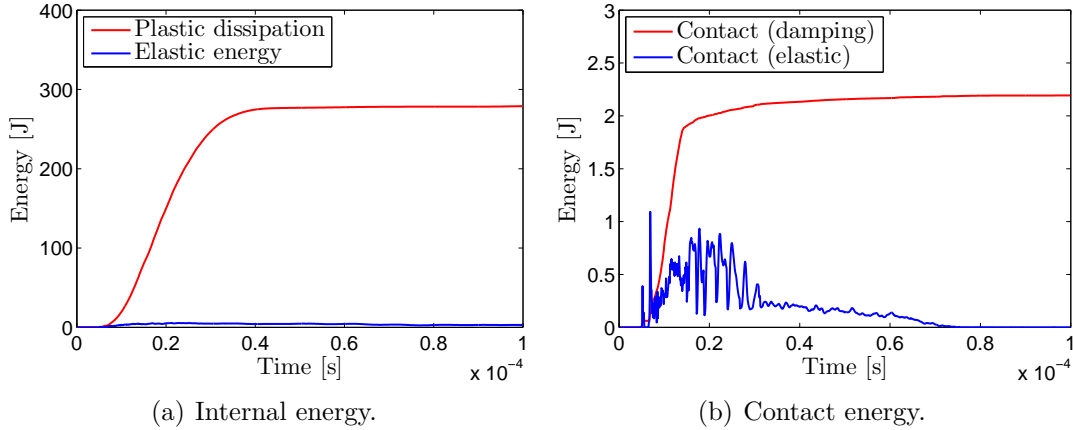 400
300
200
100
0
Energy [J]
Plastic dissipation
Elastic energy
0 0.2 0.4 0.6 0.8 1
Time [s]
x 10⁻⁴
(a) Internal energy.
3
2.5
2
1.5
1
0.5
0
Energy [J]
Contact (damping)
Contact (elastic)
0 0.2 0.4 0.6 0.8 1
Time [s]
x 10⁻⁴
(b) Contact energy.